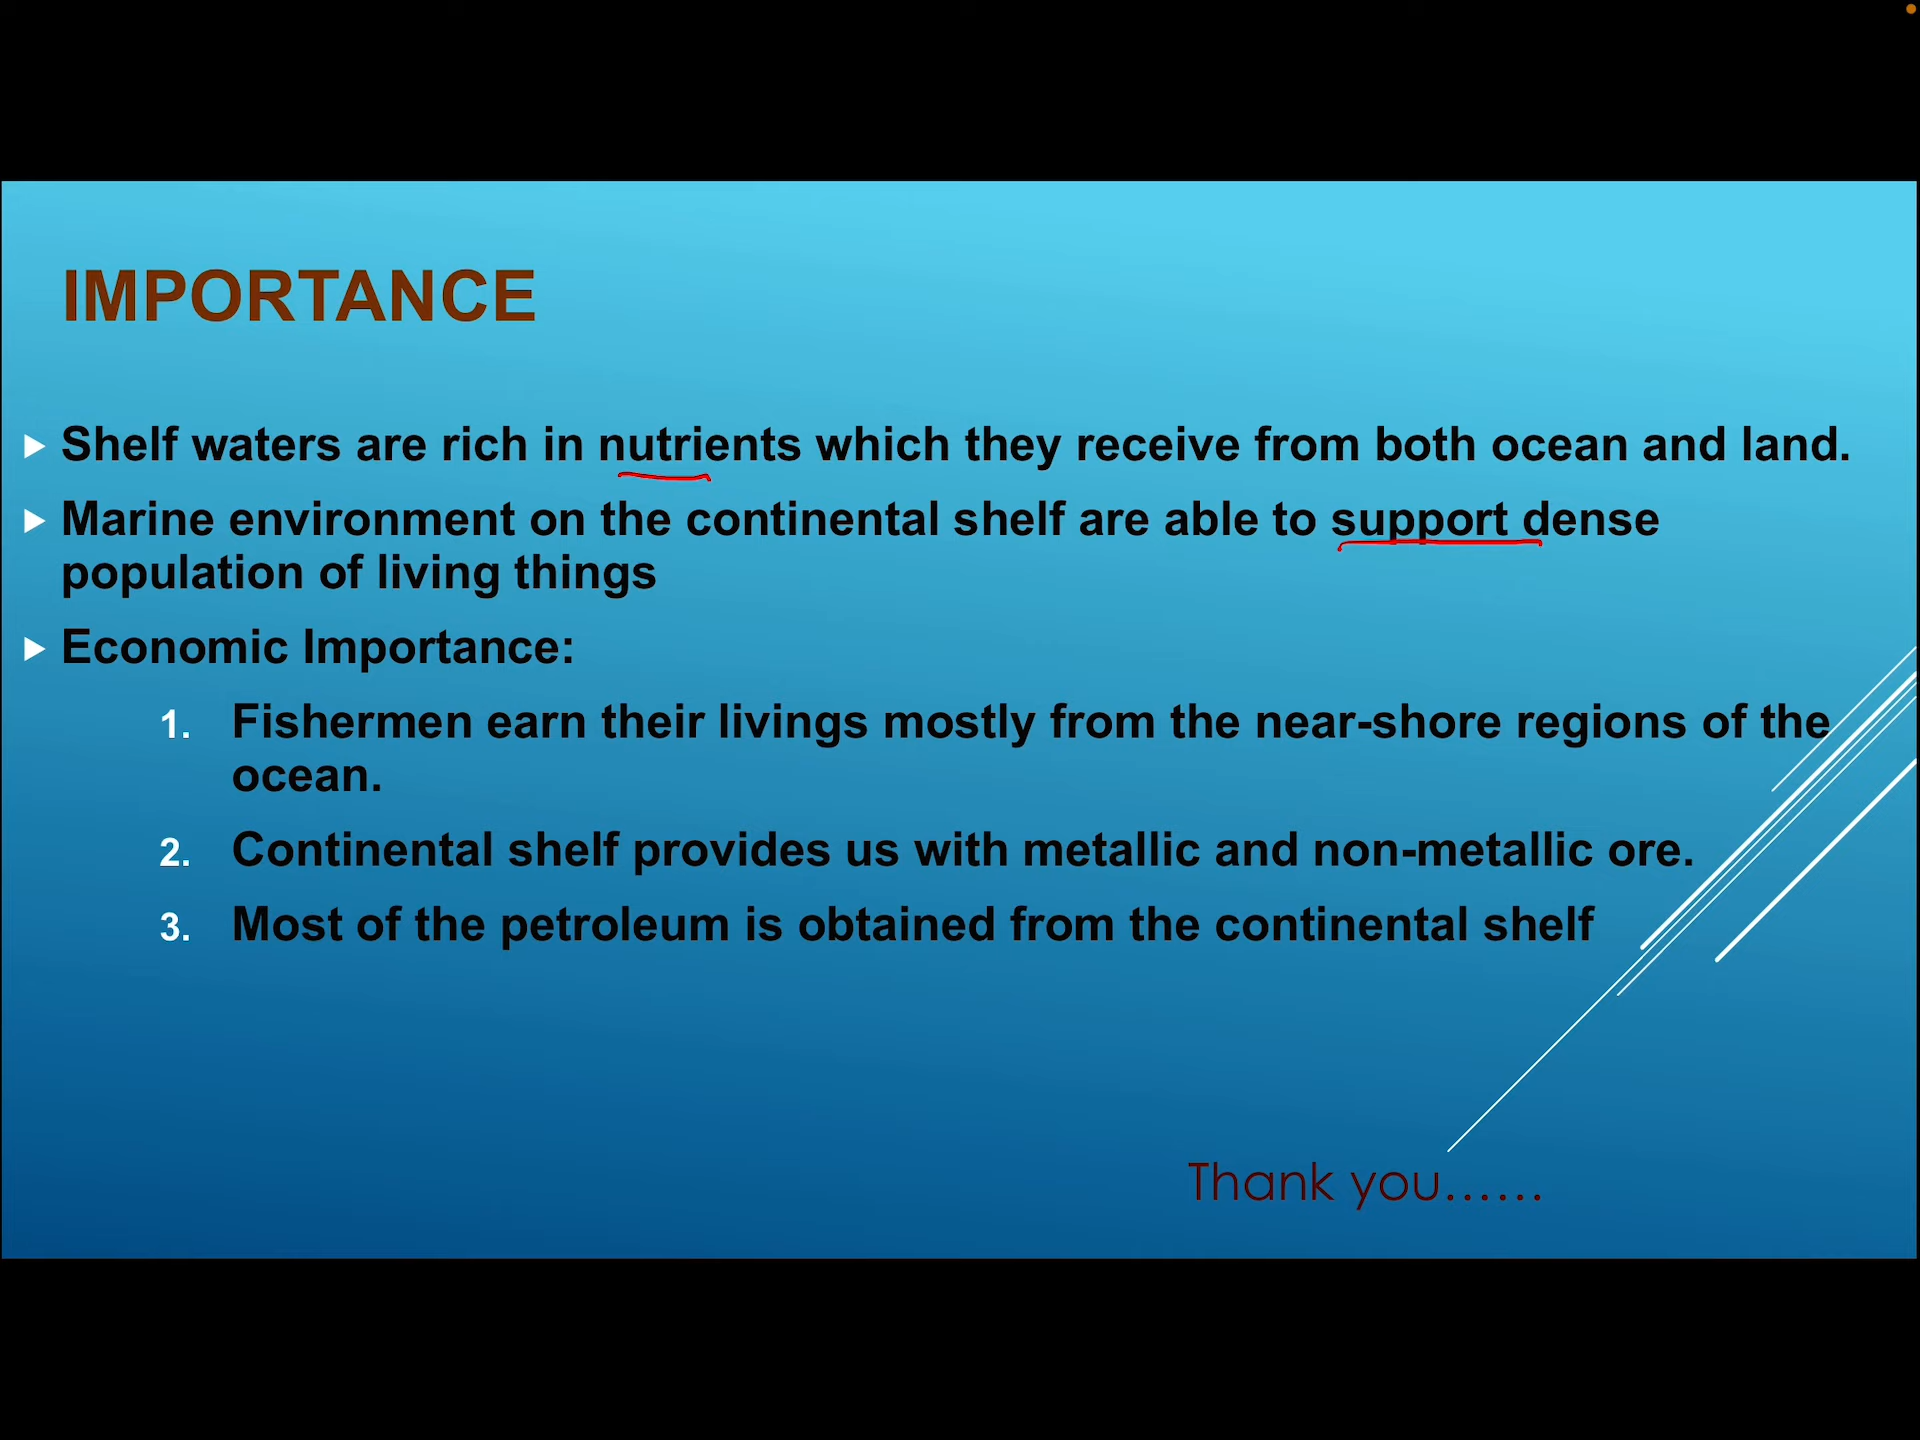 IMPORTANCE
Shelf waters are rich in nutrients which they receive from both ocean and land.
Marine environment on the continental shelf are able to support dense
population of living things
Economic Importance:
1. Fishermen earn their livings mostly from the near-shore regions of the
ocean.
2. Continental shelf provides us with metallic and non-metallic ore.
3. Most of the petroleum is obtained from the continental shelf
Thank you......